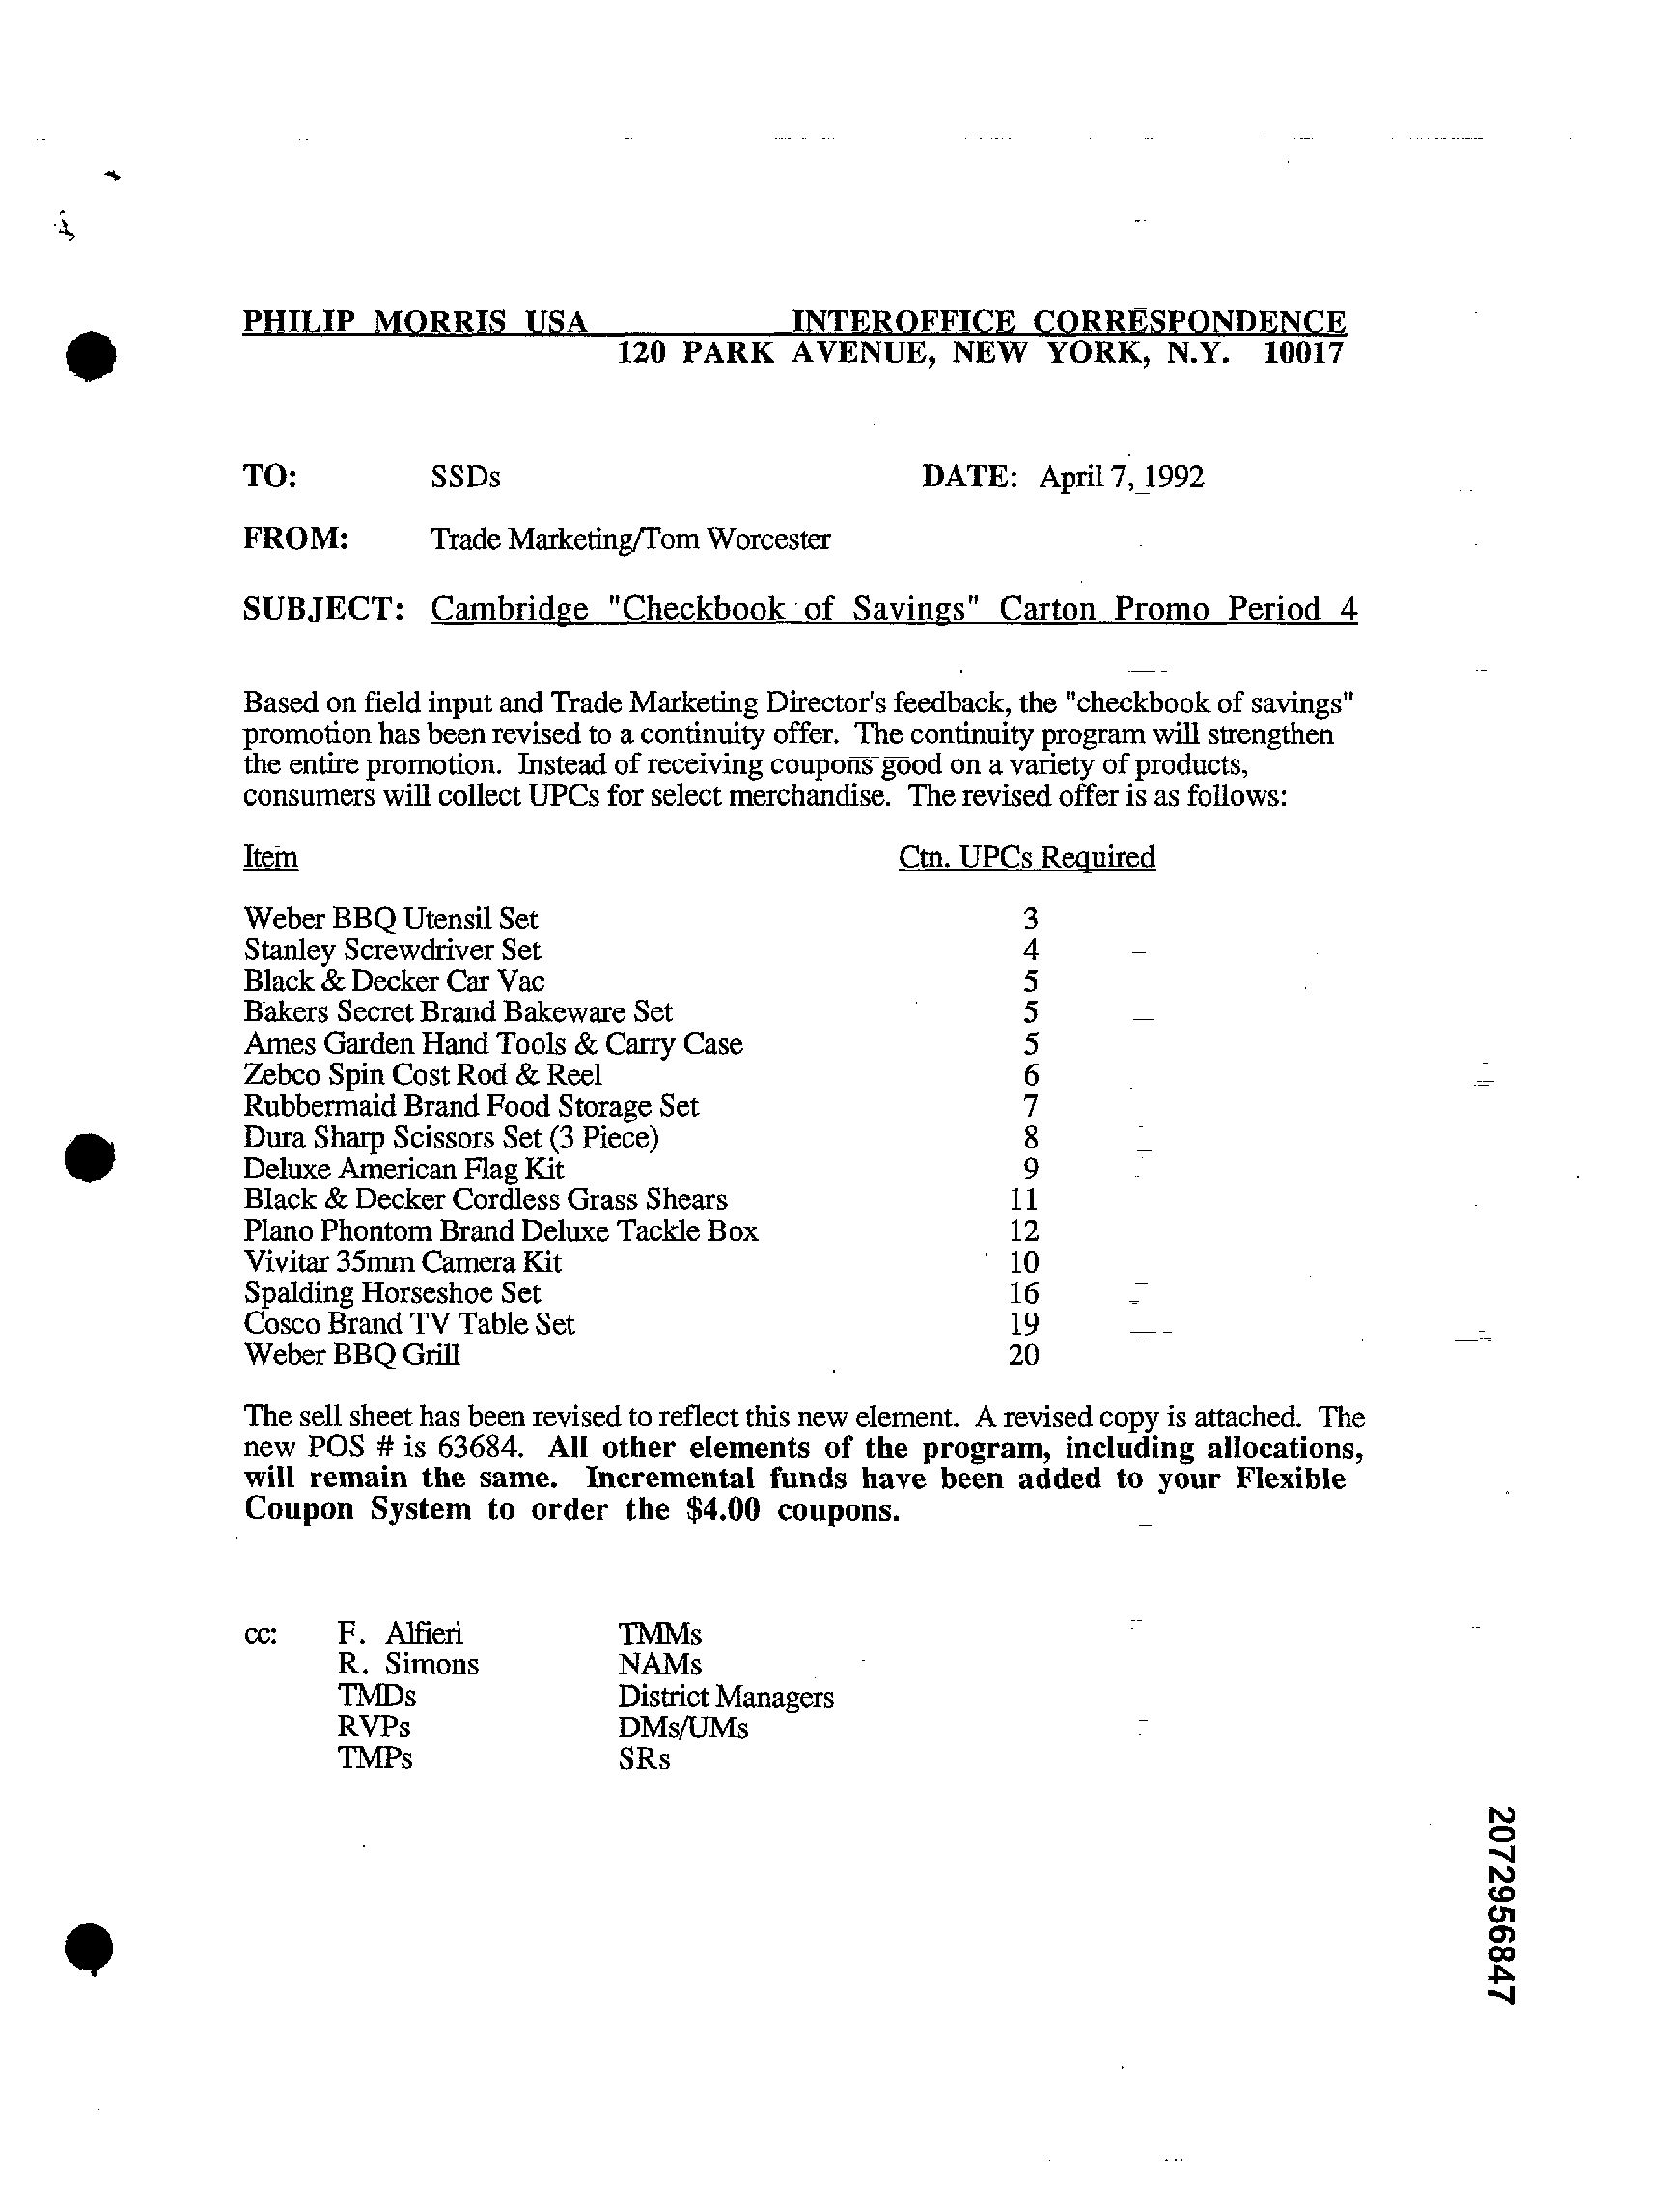 PHILIP MORRIS USA INTEROFFICE CORRESPONDENCE
120 PARK AVENUE, NEW YORK, N.Y. 10017
TO: SSDs DATE: April 7, 1992
FROM: Trade Marketing/Tom Worcester
SUBJECT: Cambridge "Checkbook of Savings" Carton Promo Period 4
Based on field input and Trade Marketing Director's feedback, the "checkbook of savings"
promotion has been revised to a continuity offer. The continuity program will strengthen
the entire promotion. Instead of receiving coupons good on a variety of products,
consumers will collect UPCs for select merchandise. The revised offer is as follows:
Item Ctn. UPCs Required
Weber BBQ Utensil Set 3
Stanley Screwdriver Set 4
Black & Decker Car Vac 5
Bakers Secret Brand Bakeware Set 5
Ames Garden Hand Tools & Carry Case 5
Zebco Spin Cost Rod & Reel 6
Rubbermaid Brand Food Storage Set 7
Dura Sharp Scissors Set (3 Piece) 8
Deluxe American Flag Kit 9
Black & Decker Cordless Grass Shears 11
Plano Phontom Brand Deluxe Tackle Box 12
Vivitar 35mm Camera Kit 10
Spalding Horseshoe Set 16
Cosco Brand TV Table Set 19
Weber BBQ Grill 20
The sell sheet has been revised to reflect this new element. A revised copy is attached. The
new POS # is 63684. All other elements of the program, including allocations,
will remain the same. Incremental funds have been added to your Flexible
Coupon System to order the $4.00 coupons.
cc: F. Alfieri TMMs
R. Simons NAMs
TMDs District Managers
RVPs DMs/UMs
TMPs SRs
2072956847